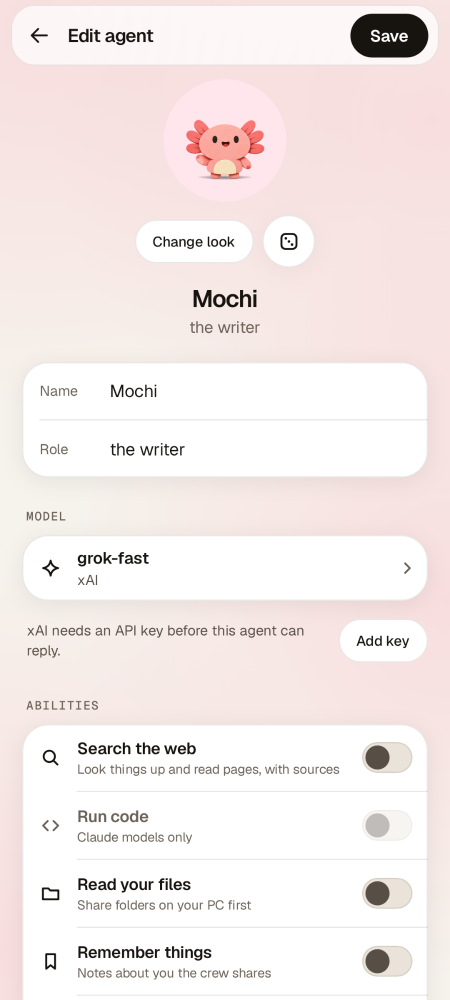 Edit agent
Save
Change look
Mochi
the writer
Name
Mochi
Role
the writer
MODEL
grok-fast
xAI
xAI needs an API key before this agent can
reply.
Add key
ABILITIES
Search the web
Look things up and read pages, with sources
Run code
Claude models only
Read your files
Share folders on your PC first
Remember things
Notes about you the crew shares